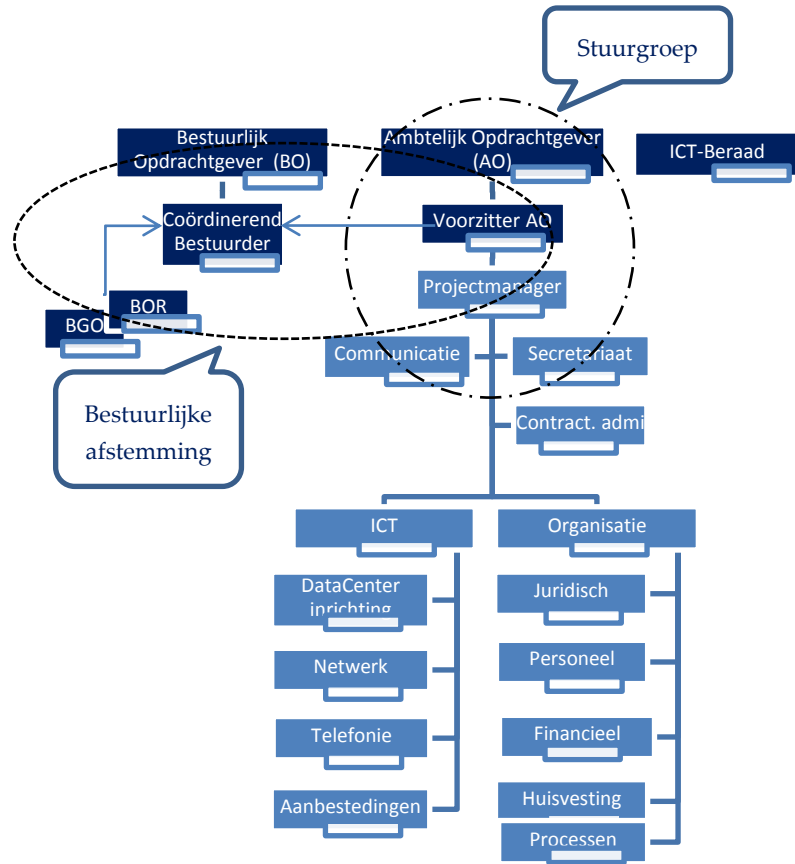 Stuurgroep
Bestuurlijk
Opdrachtgever (BO)
Ambtelijk Opdrachtgever
(AO)
ICT-Beraad
Coördinerend
Bestuurder
Voorzitter AO
Projectmanager
BOR
BGO
Communicatie
Secretariaat
Bestuurlijke
afstemming
Contract. admi
ICT
Organisatie
DataCenter
inrichting
Netwerk
Telefonie
Aanbestedingen
Juridisch
Personeel
Financieel
Huisvesting
Processen